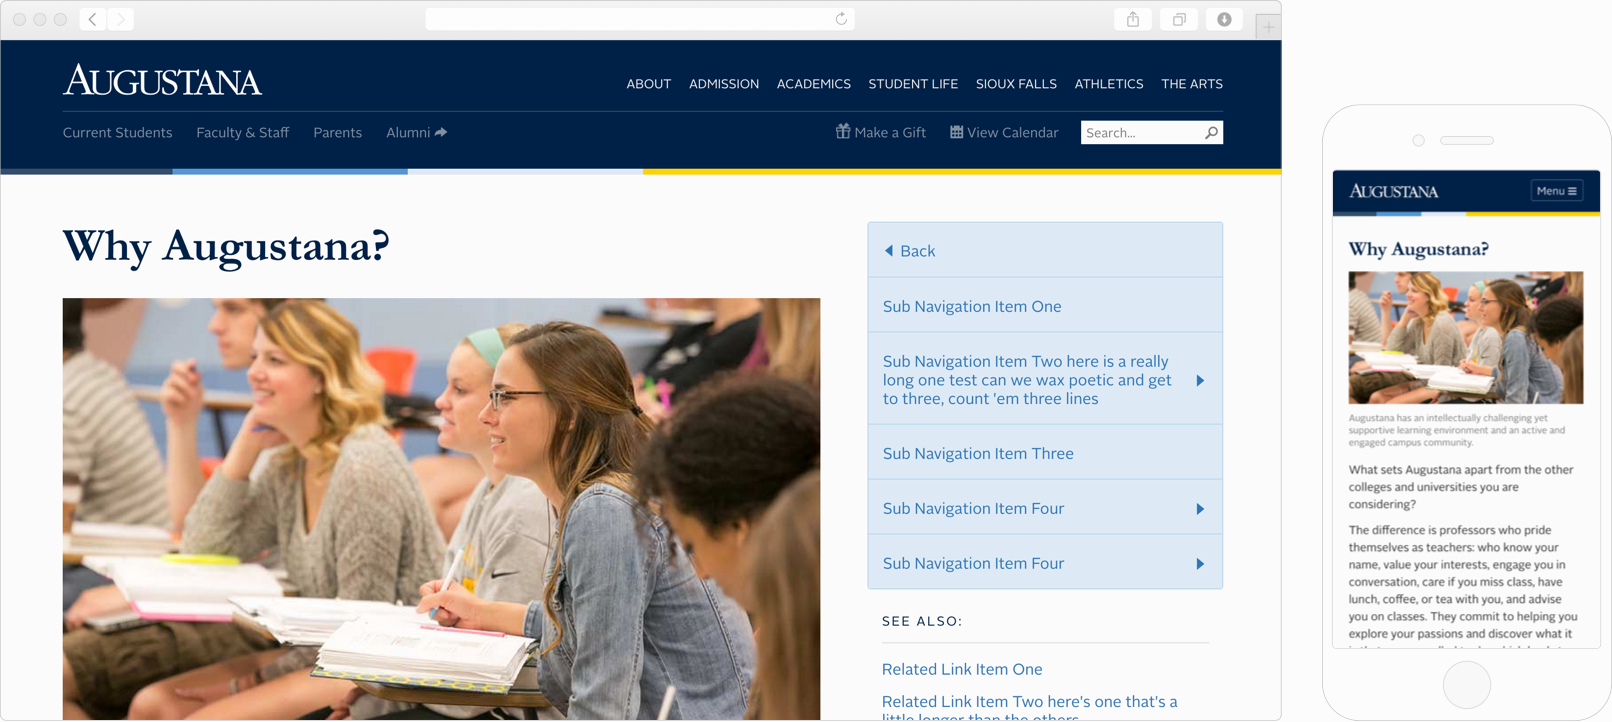 AUGUSTANA
ABOUT ADMISSION ACADEMICS STUDENT LIFE SIOUX FALLS ATHLETICS THE ARTS
Current Students Faculty & Staff Parents Alumni
Make a Gift View Calendar Search...
Why Augustana?
Back
Sub Navigation Item One
Sub Navigation Item Two here is a really
long one test can we wax poetic and get
to three, count 'em three lines
Sub Navigation Item Three
Sub Navigation Item Four
Sub Navigation Item Four
SEE ALSO:
Related Link Item One
Related Link Item Two here's one that's a
little longer than the others
AUGUSTANA
Menu
Why Augustana?
Augustana has an intellectually challenging yet
supportive learning environment and an active and
engaged campus community.
What sets Augustana apart from the other
colleges and universities you are
considering?
The difference is professors who pride
themselves as teachers: who know your
name, value your interests, engage you in
conversation, care if you miss class, have
lunch, coffee, or tea with you, and advise
you on classes. They commit to helping you
explore your passions and discover what it